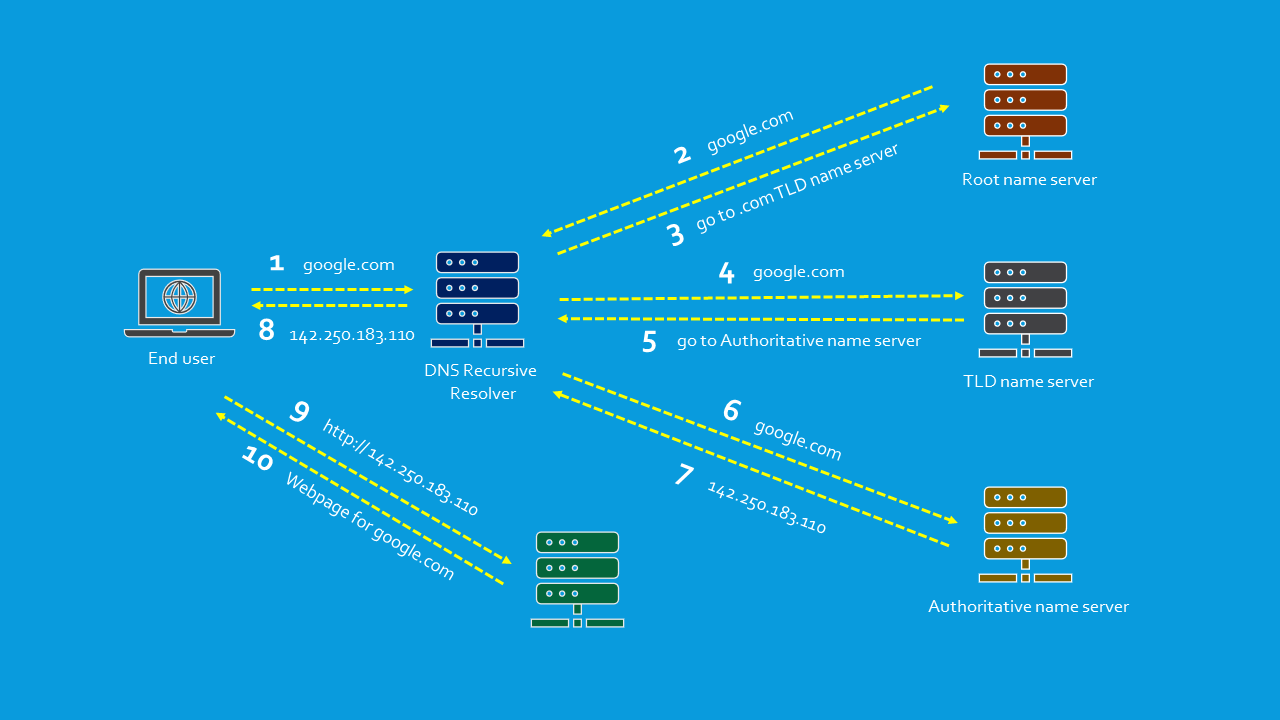 2 google.com
3 go to .com TLD name server
Root name server
1 google.com
8 142.250.183.110
End user
DNS Recursive
Resolver
4 google.com
5 go to Authoritative name server
TLD name server
6 google.com
7 142.250.183.110
Authoritative name server
9 http://142.250.183.110
10 Webpage for google.com